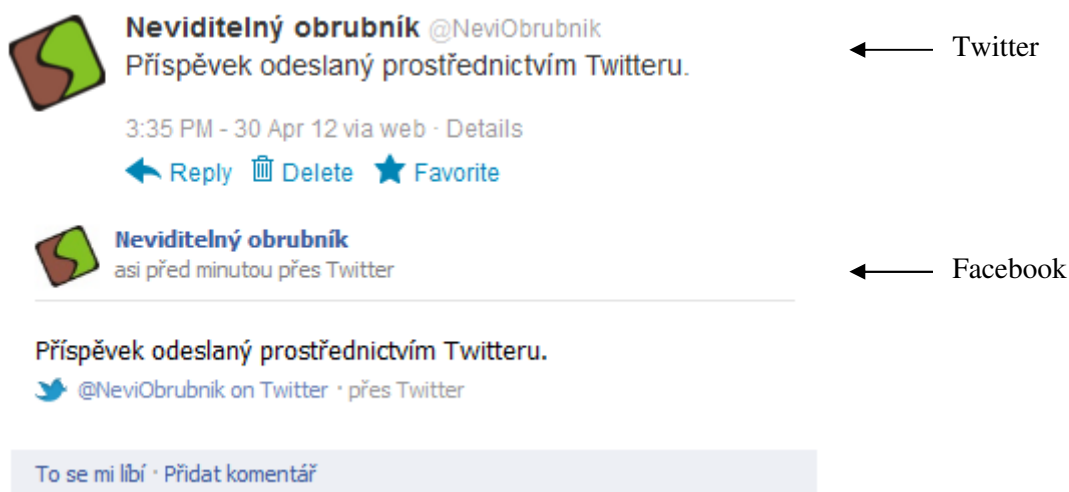 Neviditelný obrubník @NeviObrubnik
Příspěvek odeslaný prostřednictvím Twitteru.
Twitter
3:35 PM - 30 Apr 12 via web · Details
Reply Delete Favorite
Neviditelný obrubník
asi před minutou přes Twitter
Facebook
Příspěvek odeslaný prostřednictvím Twitteru.
@NeviObrubnik on Twitter · přes Twitter
To se mi líbí · Přidat komentář